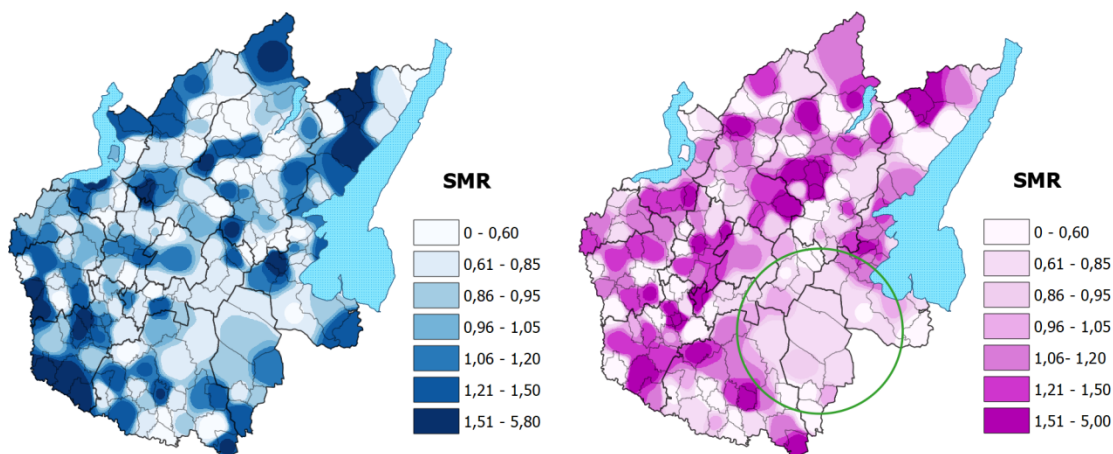 SMR
0 - 0,60
0,61 - 0,85
0,86 - 0,95
0,96 - 1,05
1,06 - 1,20
1,21 - 1,50
1,51 - 5,80
SMR
0 - 0,60
0,61 - 0,85
0,86 - 0,95
0,96 - 1,05
1,06- 1,20
1,21 - 1,50
1,51 - 5,00